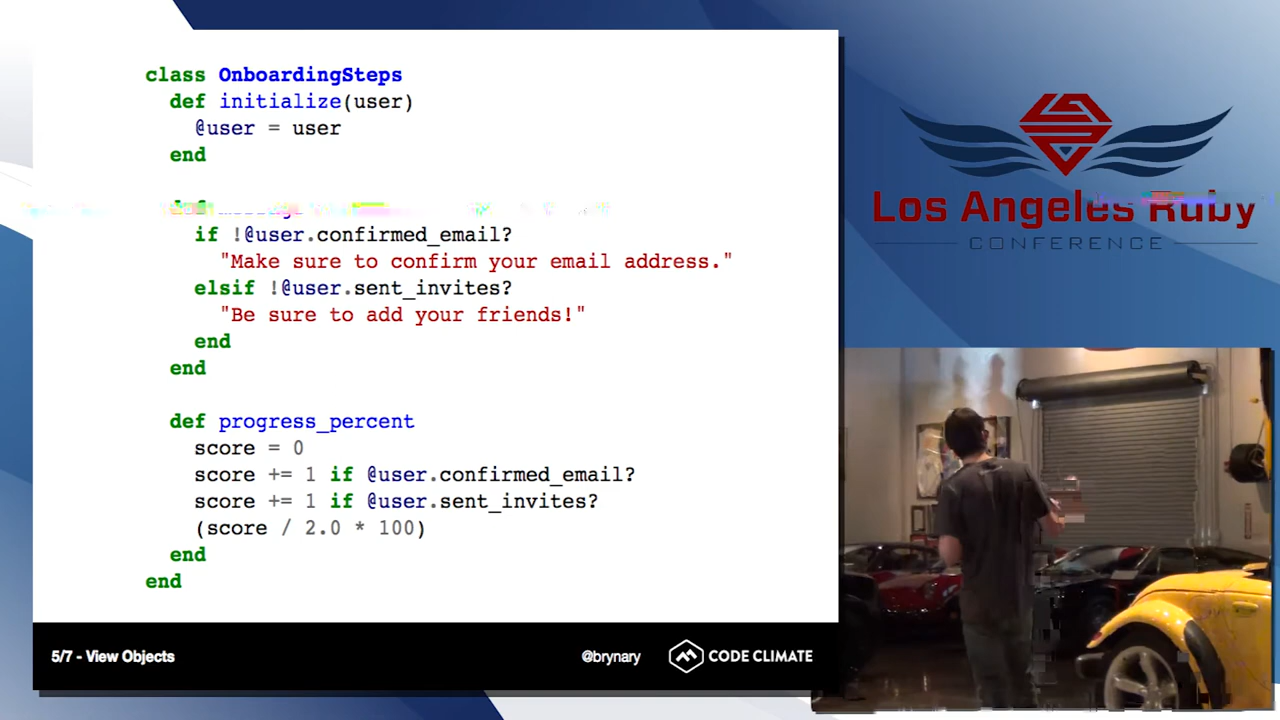 class OnboardingSteps
def initialize(user)
@user = user
end
def
if !@user.confirmed_email?
"Make sure to confirm your email address."
elsif !@user.sent_invites?
"Be sure to add your friends!"
end
end
def progress_percent
score = 0
score += 1 if @user.confirmed_email?
score += 1 if @user.sent_invites?
(score / 2.0 * 100)
end
end
5/7 - View Objects
@brynary
CODE CLIMATE
Los Angeles Ruby
CONFERENCE